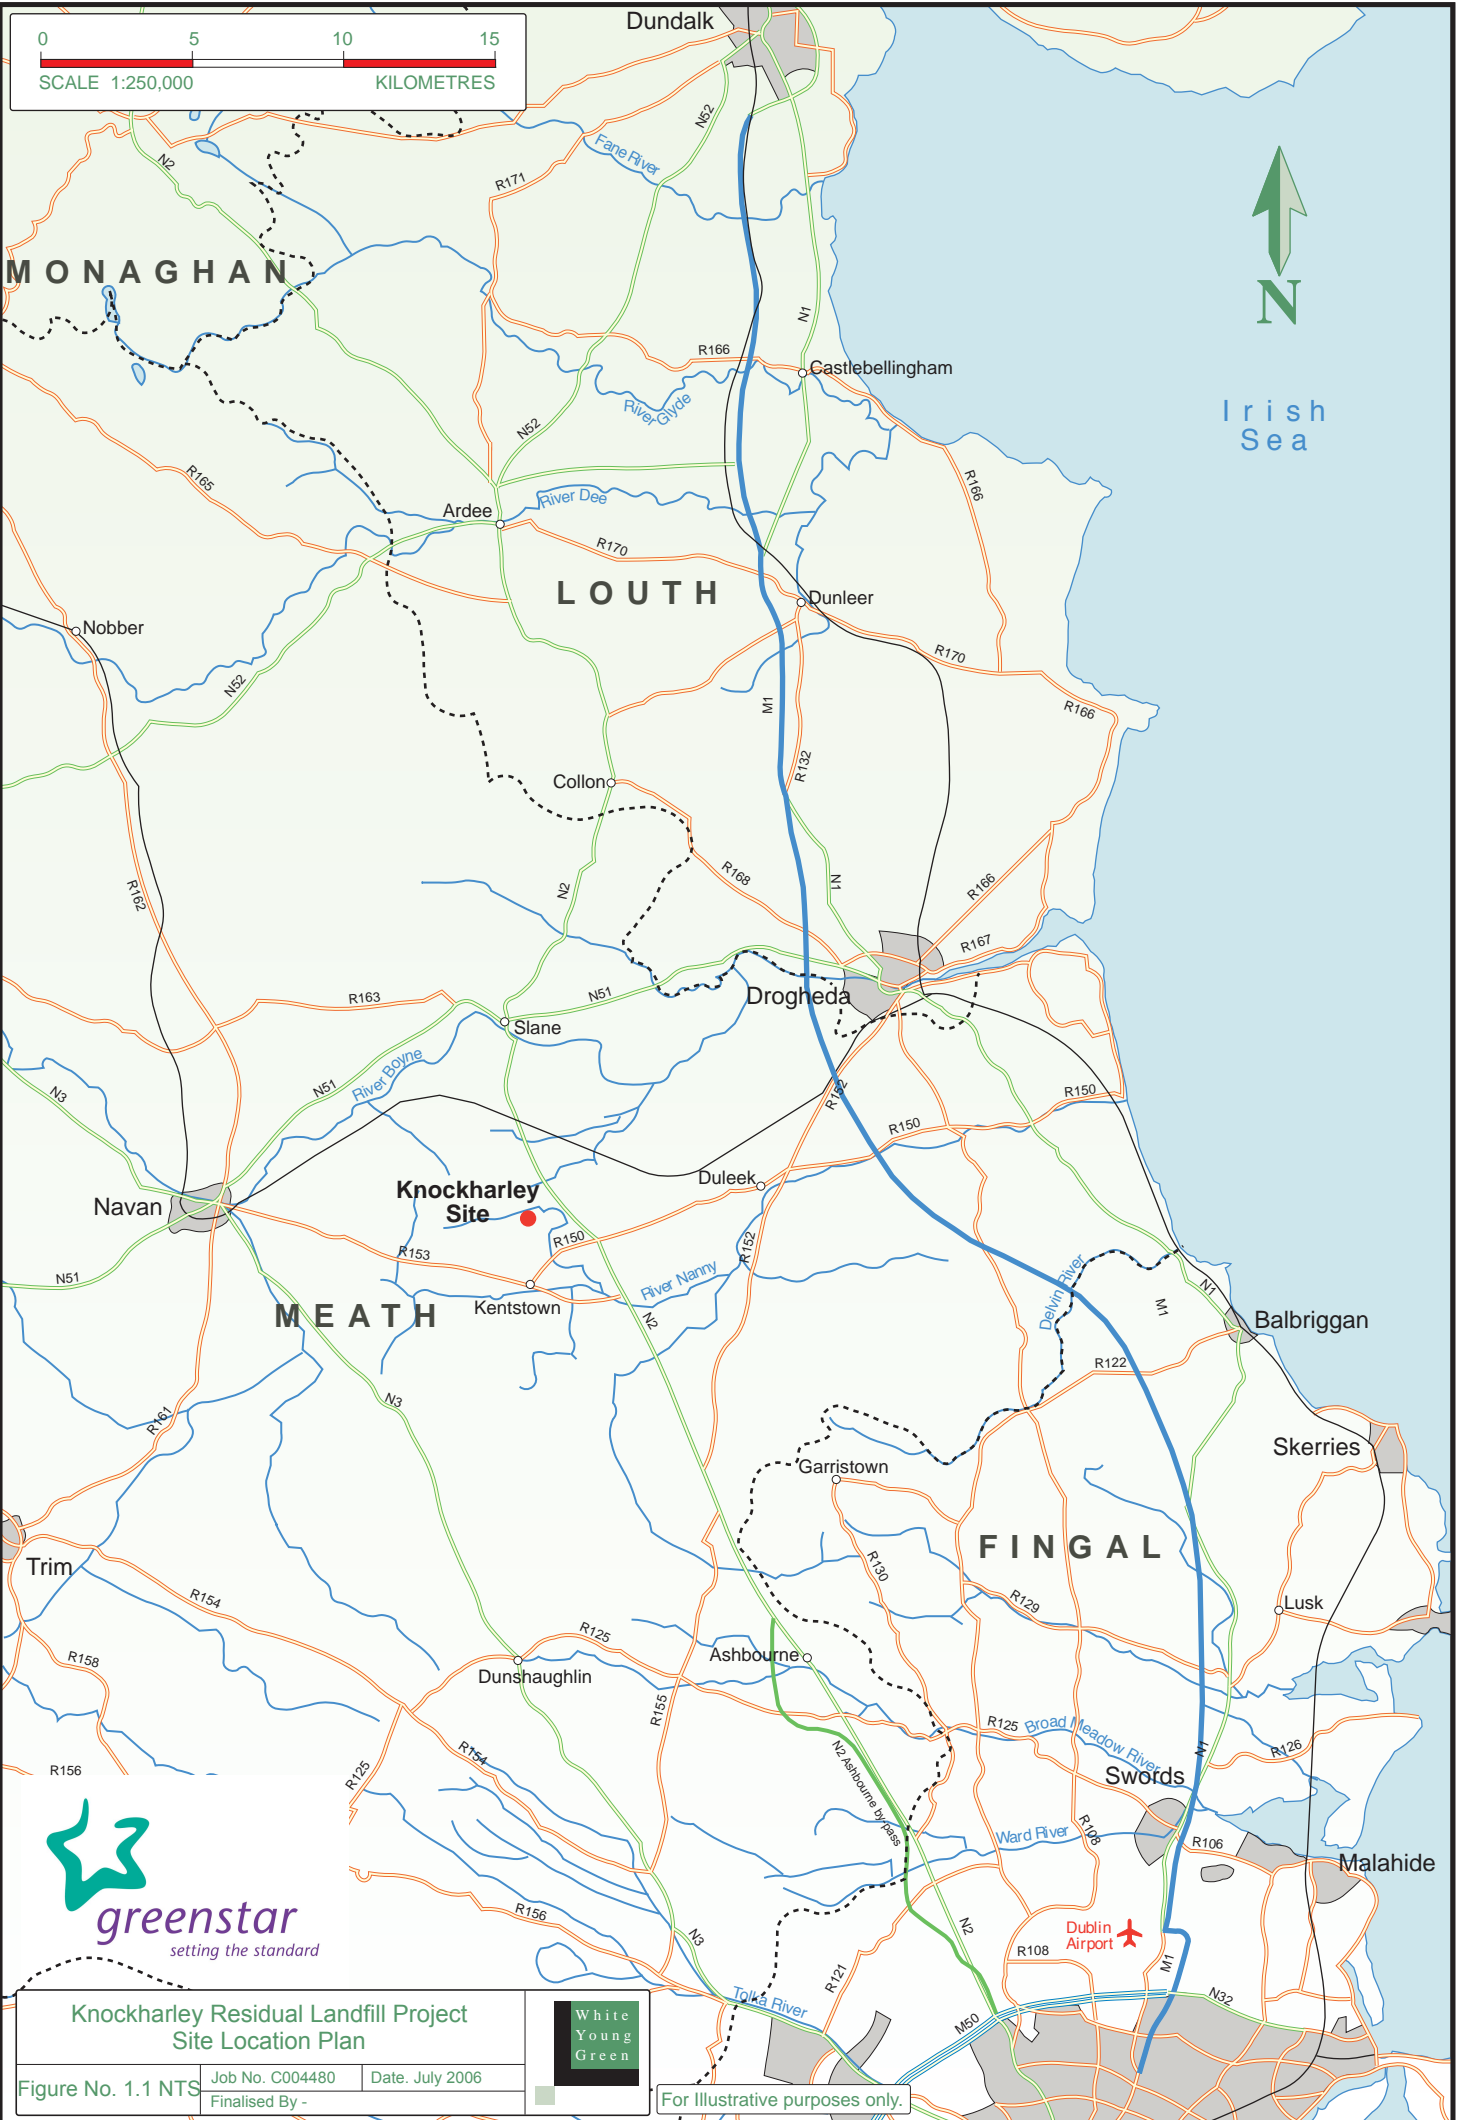 0 5 10 15
SCALE 1:250,000 KILOMETRES
Dundalk
N52
Fane River
N2
R171
MONAGHAN
N
N1
R166
Castlebellingham
River Glyde
Irish
Sea
N52
R165
R166
River Dee
Ardee
R170
LOUTH
Dunleer
Nobber
R170
N52
M1
R166
R132
Collon
R162
N2
R168
N1
R166
R167
R163
N51
Drogheda
Slane
River Boyne
N51
N3
R152
R150
R150
Duleek
Knockharley
Site
Navan
R153
R150
R152
N51
River Nanny
Kentstown
MEATH
N2
Delvin River
M1
N1
Balbriggan
R122
N3
R161
Skerries
Garristown
FINGAL
Trim
R130
R154
R129
Lusk
R125
R158
Ashbourne
Dunshaughlin
R155
R125
Broad Meadow River
N2 Ashbourne by-pass
N1
R126
R154
R156
R125
Swords
R108
Ward River
R106
Malahide
greenstar
setting the standard
R156
N3
N2
Dublin
Airport
R108
R121
M1
N32
Tolka River
M50
Knockharley Residual Landfill Project
Site Location Plan
Figure No. 1.1 NTS
Job No. C004480
Date. July 2006
Finalised By -
White
Young
Green
For Illustrative purposes only.